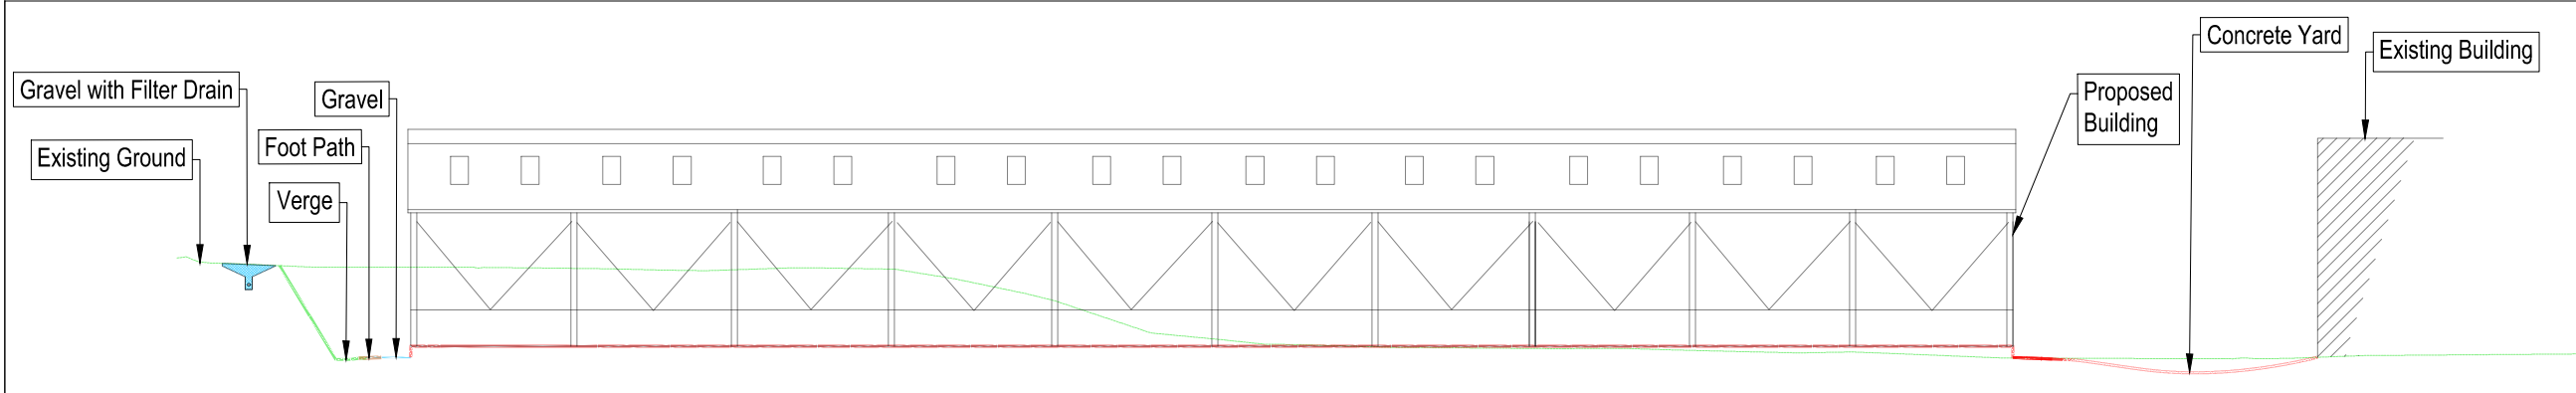 Gravel with Filter Drain
Existing Ground
Gravel
Foot Path
Verge
Concrete Yard
Existing Building
Proposed
Building